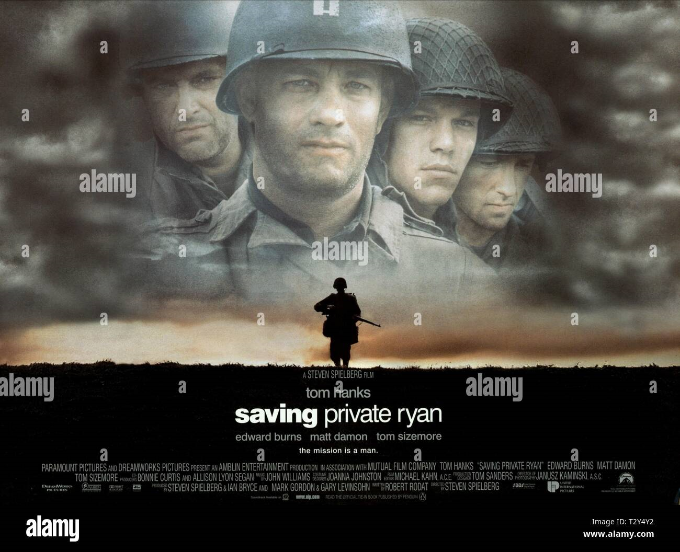 a
a
a
a
alamy
a
alamy
a
a
alamy
a
a
a
a
A STEVEN SPIELBERG FILM
a
a
alamy
a
tom hanks
alamy
saving private ryan
edward burns matt damon tom sizemore
the mission is a man.
PARAMOUNT PICTURES AND DREAMWORKS PICTURES PRESENT AN AMBLIN ENTERTAINMENT PRODUCTION IN ASSOCIATION WITH MUTUAL FILM COMPANY TOM HANKS "SAVING PRIVATE RYAN" EDWARD BURNS MATT DAMON
TOM SIZEMORE BONNIE CURTIS AND ALLISON LYON SEGAN JOHN WILLIAMS JOANNA JOHNSTON MICHAEL KAHN A.C.E. TOM SANDERS JANUSZ KAMINSKI, A.S.C.
STEVEN SPIELBERG & IAN BRYCE AND MARK GORDON & GARY LEVINSOHN ROBERT RODAT STEVEN SPIELBERG
alamy
Image ID: T2Y4Y2
www.alamy.com